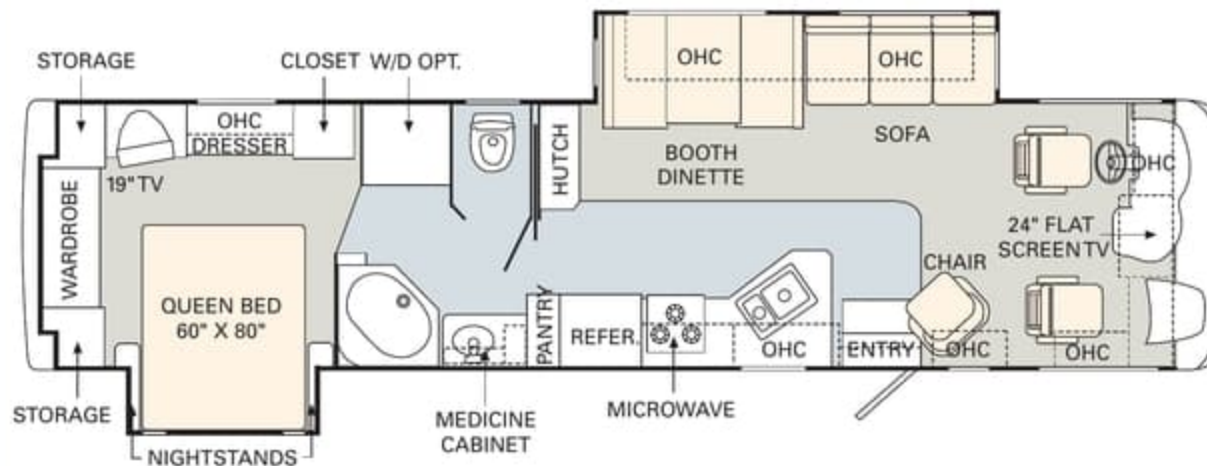 STORAGE
CLOSET
W/D OPT.
OHC
OHC
OHC
DRESSER
19" TV
HUTCH
BOOTH
DINETTE
SOFA
OHC
WARDROBE
24" FLAT
SCREEN TV
CHAIR
QUEEN BED
60" X 80"
PANTRY
REFER.
OHC
ENTRY
OHC
OHC
STORAGE
MEDICINE
CABINET
MICROWAVE
NIGHTSTANDS